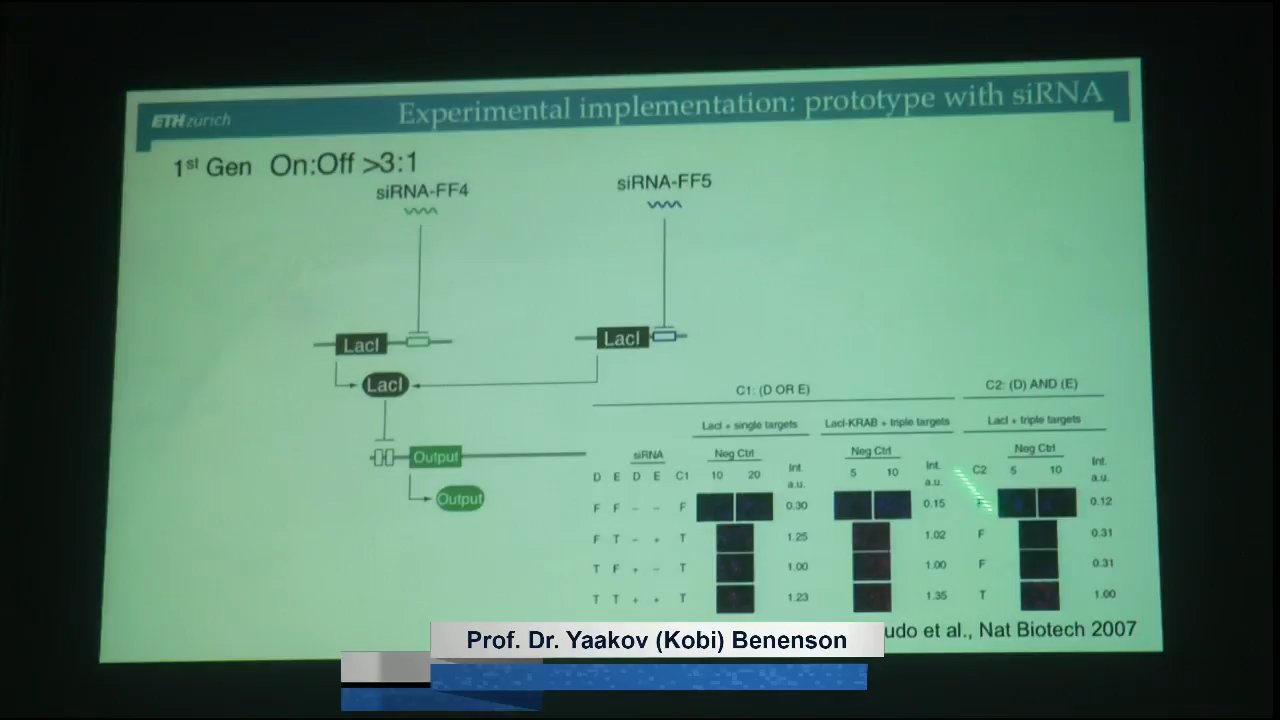 ETH zürich
Experimental implementation: prototype with siRNA
1st Gen On:Off >3:1
siRNA-FF4
siRNA-FF5
LacI
LacI
LacI
Output
Output
C1: (D OR E)
C2: (D) AND (E)
LacI + single targets
LacI-KRAB + triple targets
LacI + triple targets
siRNA
Neg Ctrl
Neg Ctrl
Neg Ctrl
D E D E C1 10 20 Int. a.u. 5 10 Int. a.u. C2 5 10 Int. a.u.
F F - - F 0.30 0.15 0.12
F T - + T 1.25 1.02 F 0.31
T F + - T 1.00 1.00 F 0.31
T T + + T 1.23 1.35 T 1.00
udo et al., Nat Biotech 2007
Prof. Dr. Yaakov (Kobi) Benenson